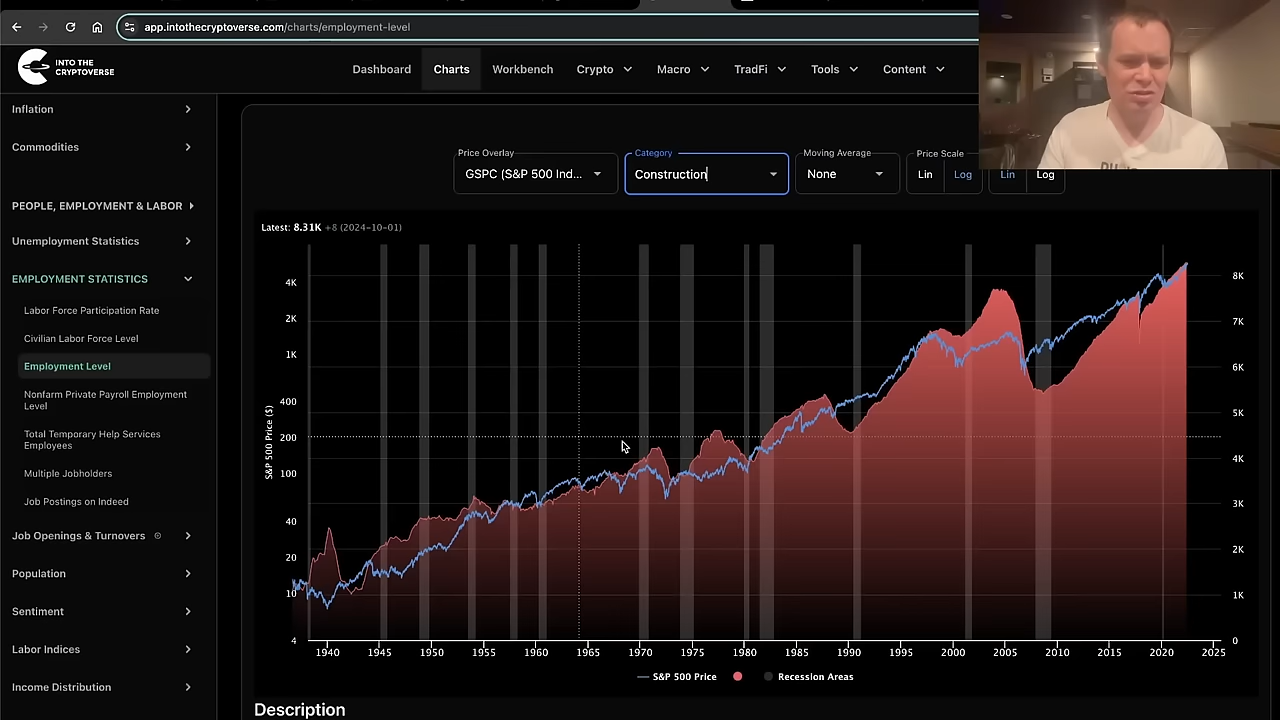 app.intothecryptoverse.com/charts/employment-level
INTO THE
CRYPTOVERSE
Dashboard
Charts
Workbench
Crypto
Macro
TradFi
Tools
Content
Inflation
Commodities
PEOPLE, EMPLOYMENT & LABOR
Unemployment Statistics
EMPLOYMENT STATISTICS
Labor Force Participation Rate
Civilian Labor Force Level
Employment Level
Nonfarm Private Payroll Employment
Level
Total Temporary Help Services
Employees
Multiple Jobholders
Job Postings on Indeed
Job Openings & Turnovers
Population
Sentiment
Labor Indices
Income Distribution
Price Overlay
GSPC (S&P 500 Ind...
Category
Construction
Moving Average
None
Price Scale
Lin
Log
Lin
Log
Latest: 8.31K +8 (2024-10-01)
S&P 500 Price ($)
4K
2K
1K
400
200
100
40
20
10
4
8K
7K
6K
5K
4K
3K
2K
1K
0
1940 1945 1950 1955 1960 1965 1970 1975 1980 1985 1990 1995 2000 2005 2010 2015 2020 2025
S&P 500 Price
Recession Areas
Description